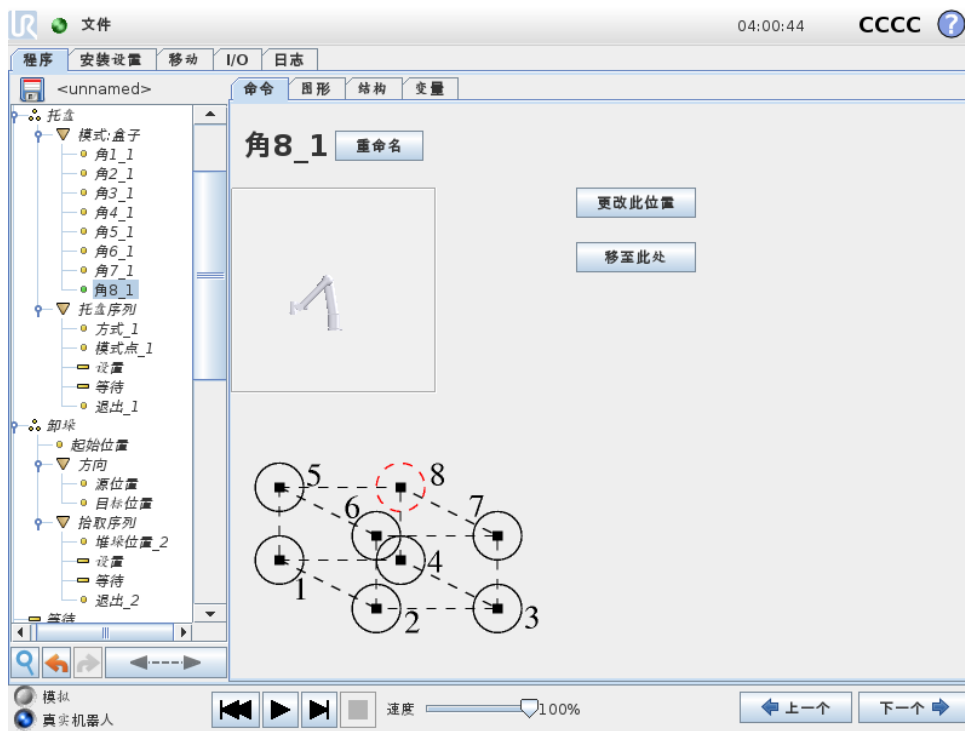 UR 文件 04:00:44 CCCC ?
程序 安装设置 移动 I/O 日志
<unnamed>
命令 图形 结构 变量
托盒
模式:盒子
角1_1
角2_1
角3_1
角4_1
角5_1
角6_1
角7_1
角8_1
托盒序列
方式_1
模式点_1
设置
等待
退出_1
卸垛
起始位置
方向
源位置
目标位置
拾取序列
堆垛位置_2
设置
等待
退出_2
等待
角8_1 重命名
更改此位置
移至此处
5 8
6 7
1 4
2 3
模拟
真实机器人
速度 100%
上一个 下一个